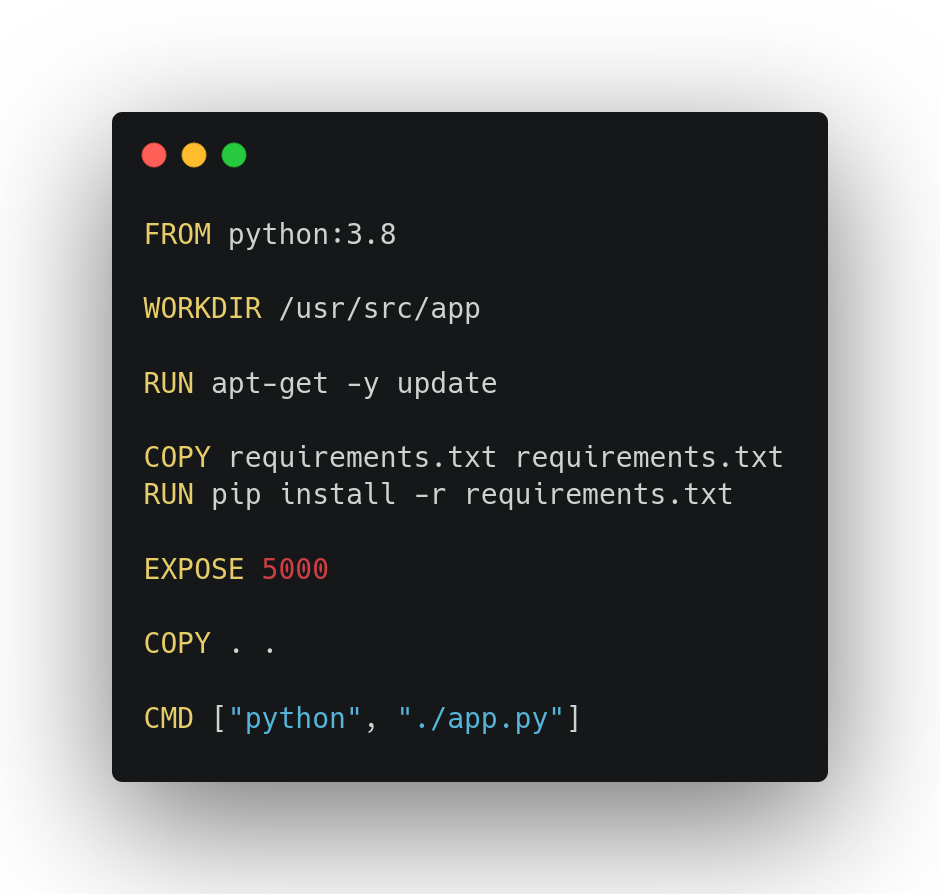 FROM python:3.8
WORKDIR /usr/src/app
RUN apt-get -y update
COPY requirements.txt requirements.txt
RUN pip install -r requirements.txt
EXPOSE 5000
COPY . .
CMD ["python", "./app.py"]